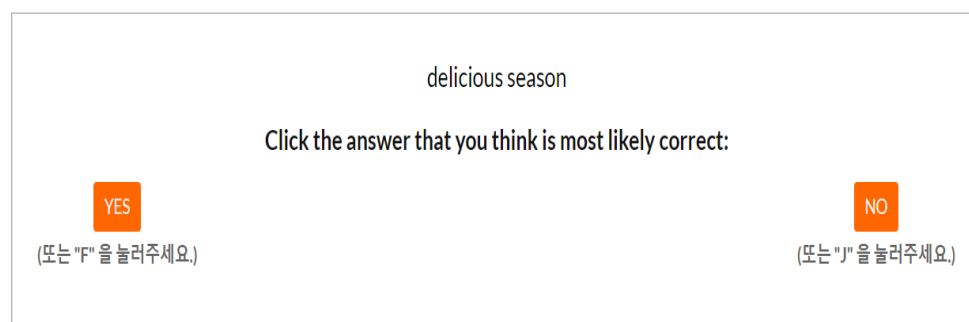 delicious season
Click the answer that you think is most likely correct:
YES
NO
(또는 "F" 을 눌러주세요.)
(또는 "J" 을 눌러주세요.)